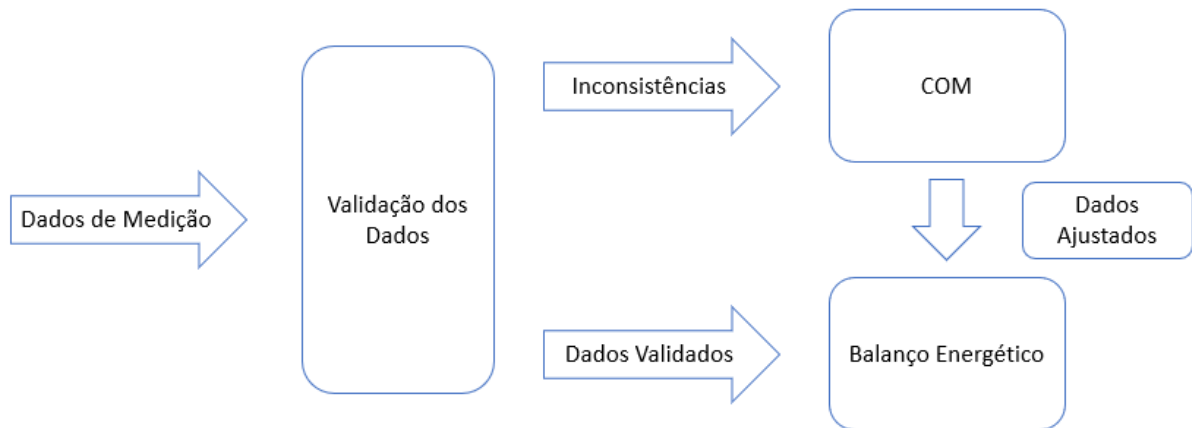 Dados de Medição
Validação dos
Dados
Inconsistências
COM
Dados
Ajustados
Dados Validados
Balanço Energético